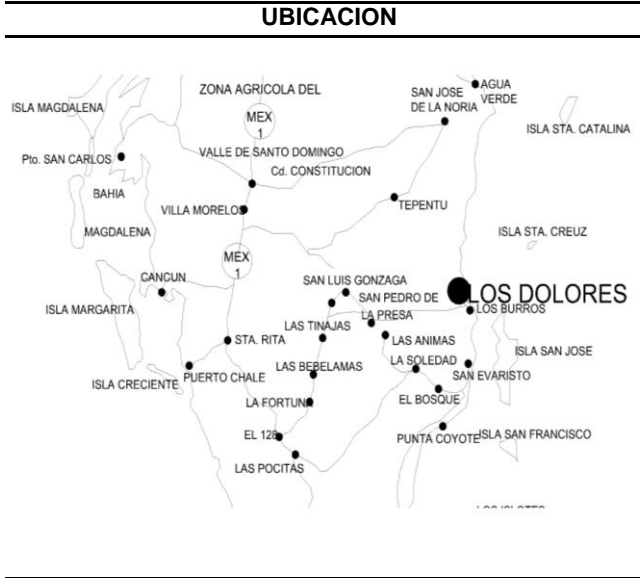 UBICACION
ZONA AGRICOLA DEL
AGUA
VERDE
SAN JOSE
DE LA NORIA
ISLA MAGDALENA
MEX
1
ISLA STA. CATALINA
VALLE DE SANTO DOMINGO
Pto. SAN CARLOS
Cd. CONSTITUCION
BAHIA
MAGDALENA
VILLA MORELOS
TEPENTU
ISLA STA. CREUZ
MEX
1
CANCUN
SAN LUIS GONZAGA
LOS DOLORES
SAN PEDRO DE
LA PRESA
ISLA MARGARITA
LOS BURROS
LAS TINAJAS
STA. RITA
LAS ANIMAS
ISLA SAN JOSE
LA SOLEDAD
LAS BEBELAMAS
SAN EVARISTO
PUERTO CHALE
ISLA CRECIENTE
LA FORTUNA
EL BOSQUE
EL 128
PUNTA COYOTE
ISLA SAN FRANCISCO
LAS POCITAS